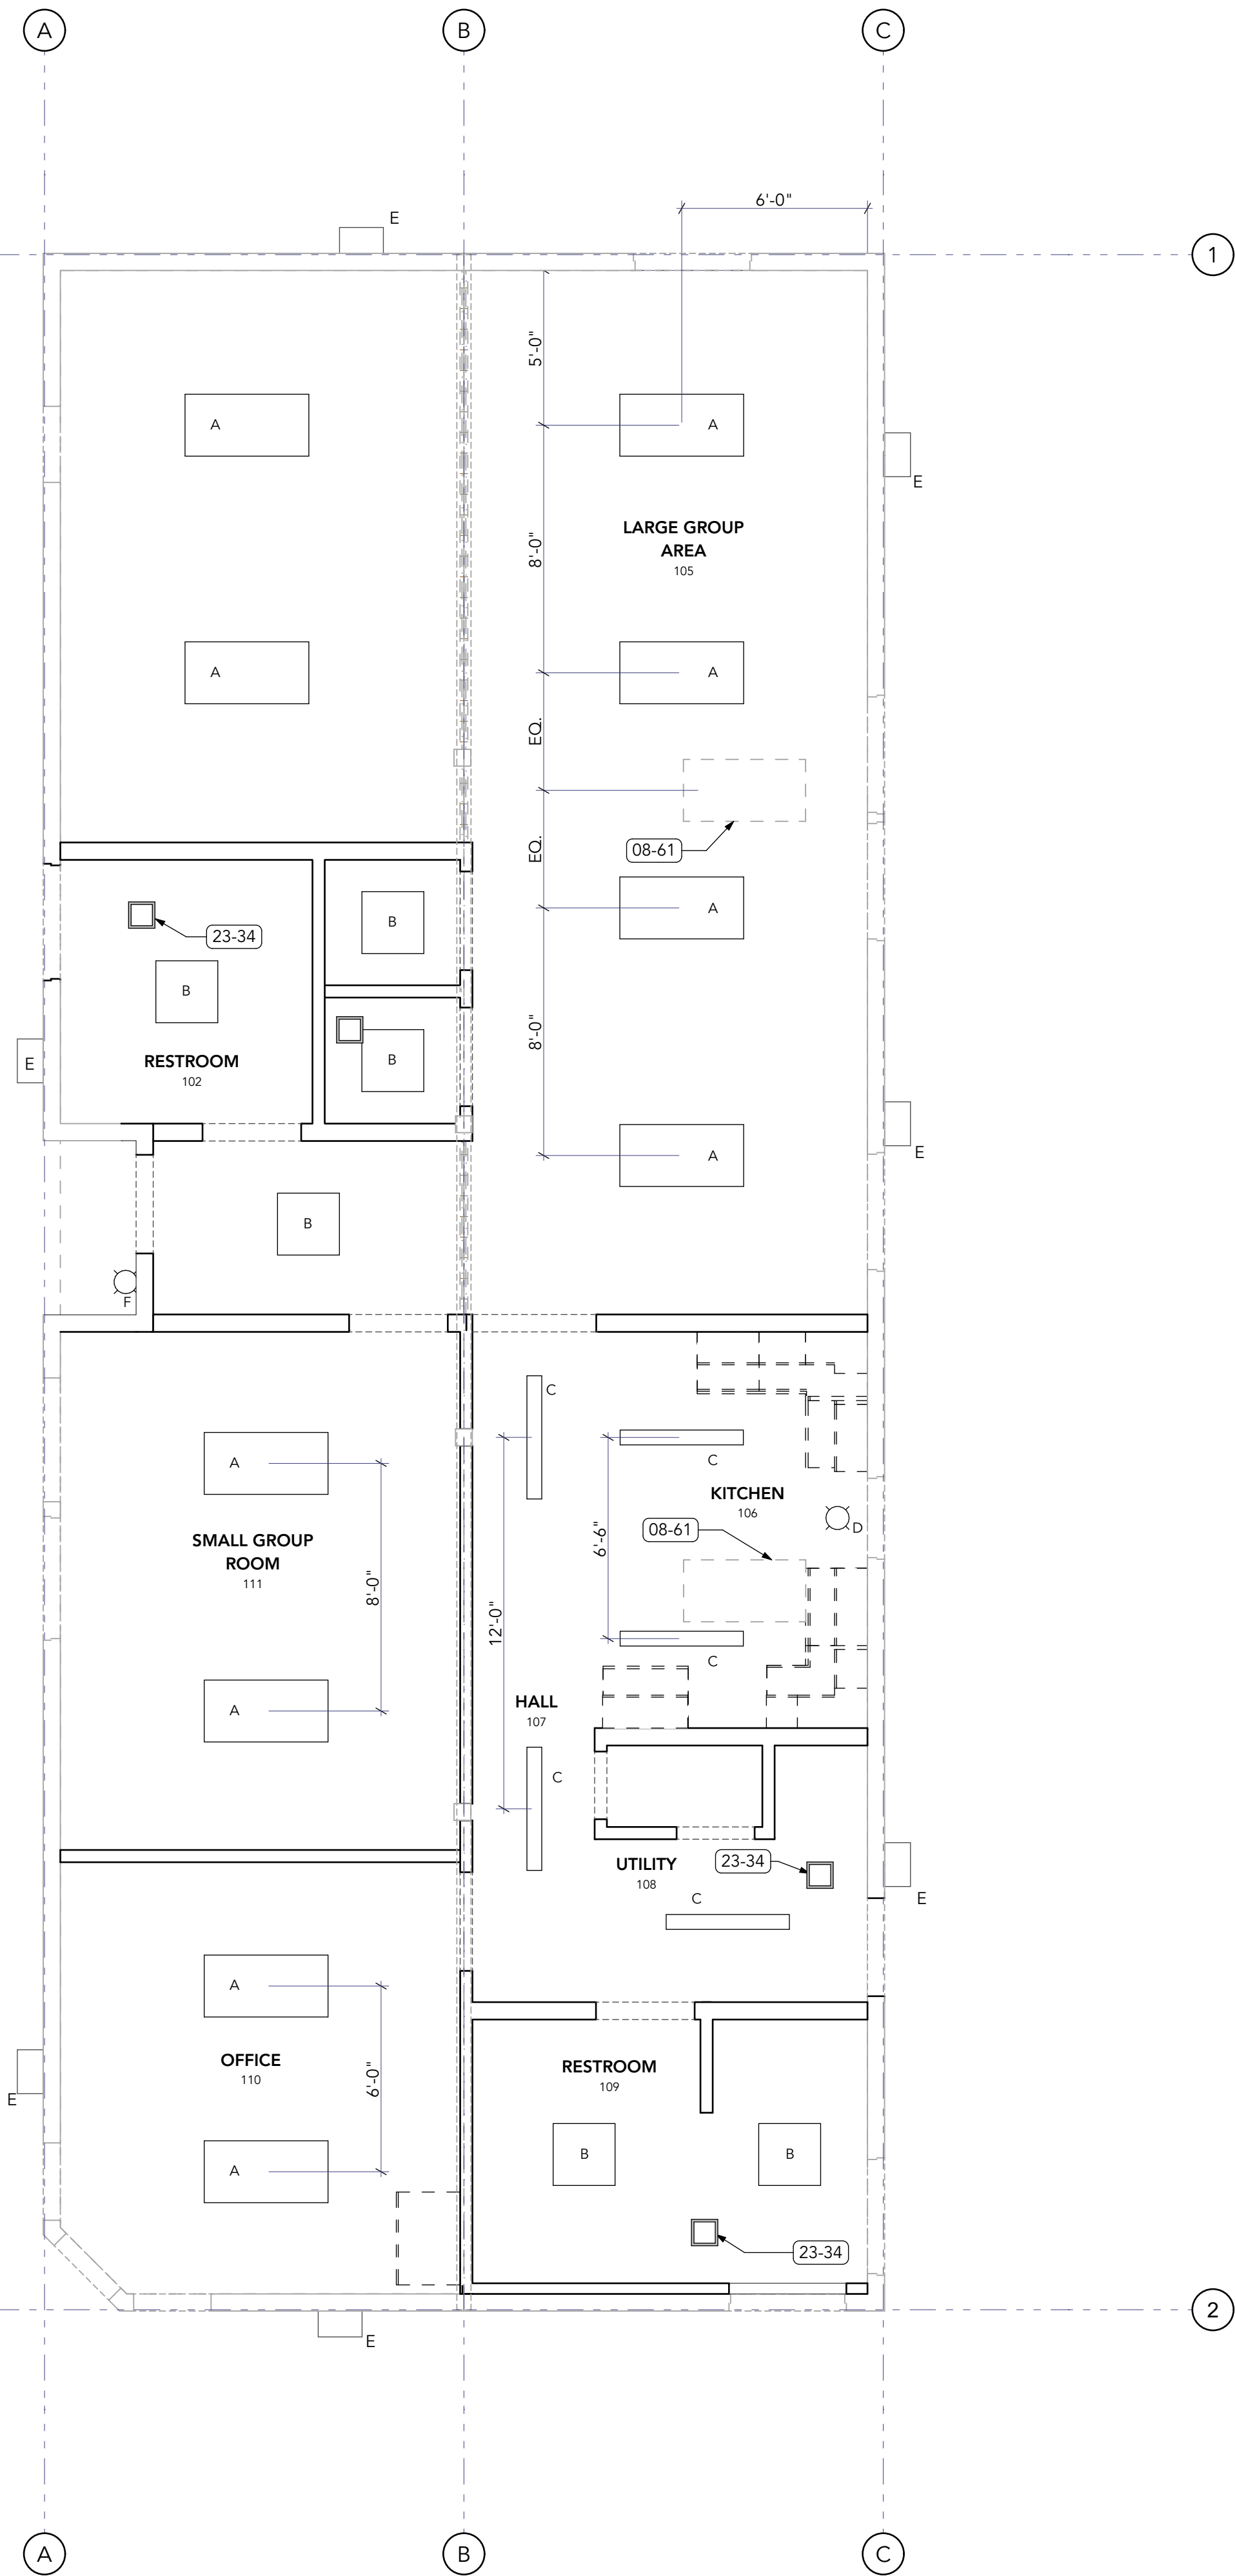 A
B
C
6'-0"
E
1
5'-0"
A
A
E
LARGE GROUP
AREA
105
8'-0"
A
A
EQ.
08-61
EQ.
A
B
23-34
B
8'-0"
B
E
RESTROOM
102
A
E
B
F
C
A
C
KITCHEN
106
D
08-61
6'-6"
SMALL GROUP
ROOM
111
8'-0"
12'-0"
C
HALL
107
A
C
UTILITY
108
23-34
C
E
A
OFFICE
110
6'-0"
RESTROOM
109
E
B
B
A
23-34
2
E
A
B
C